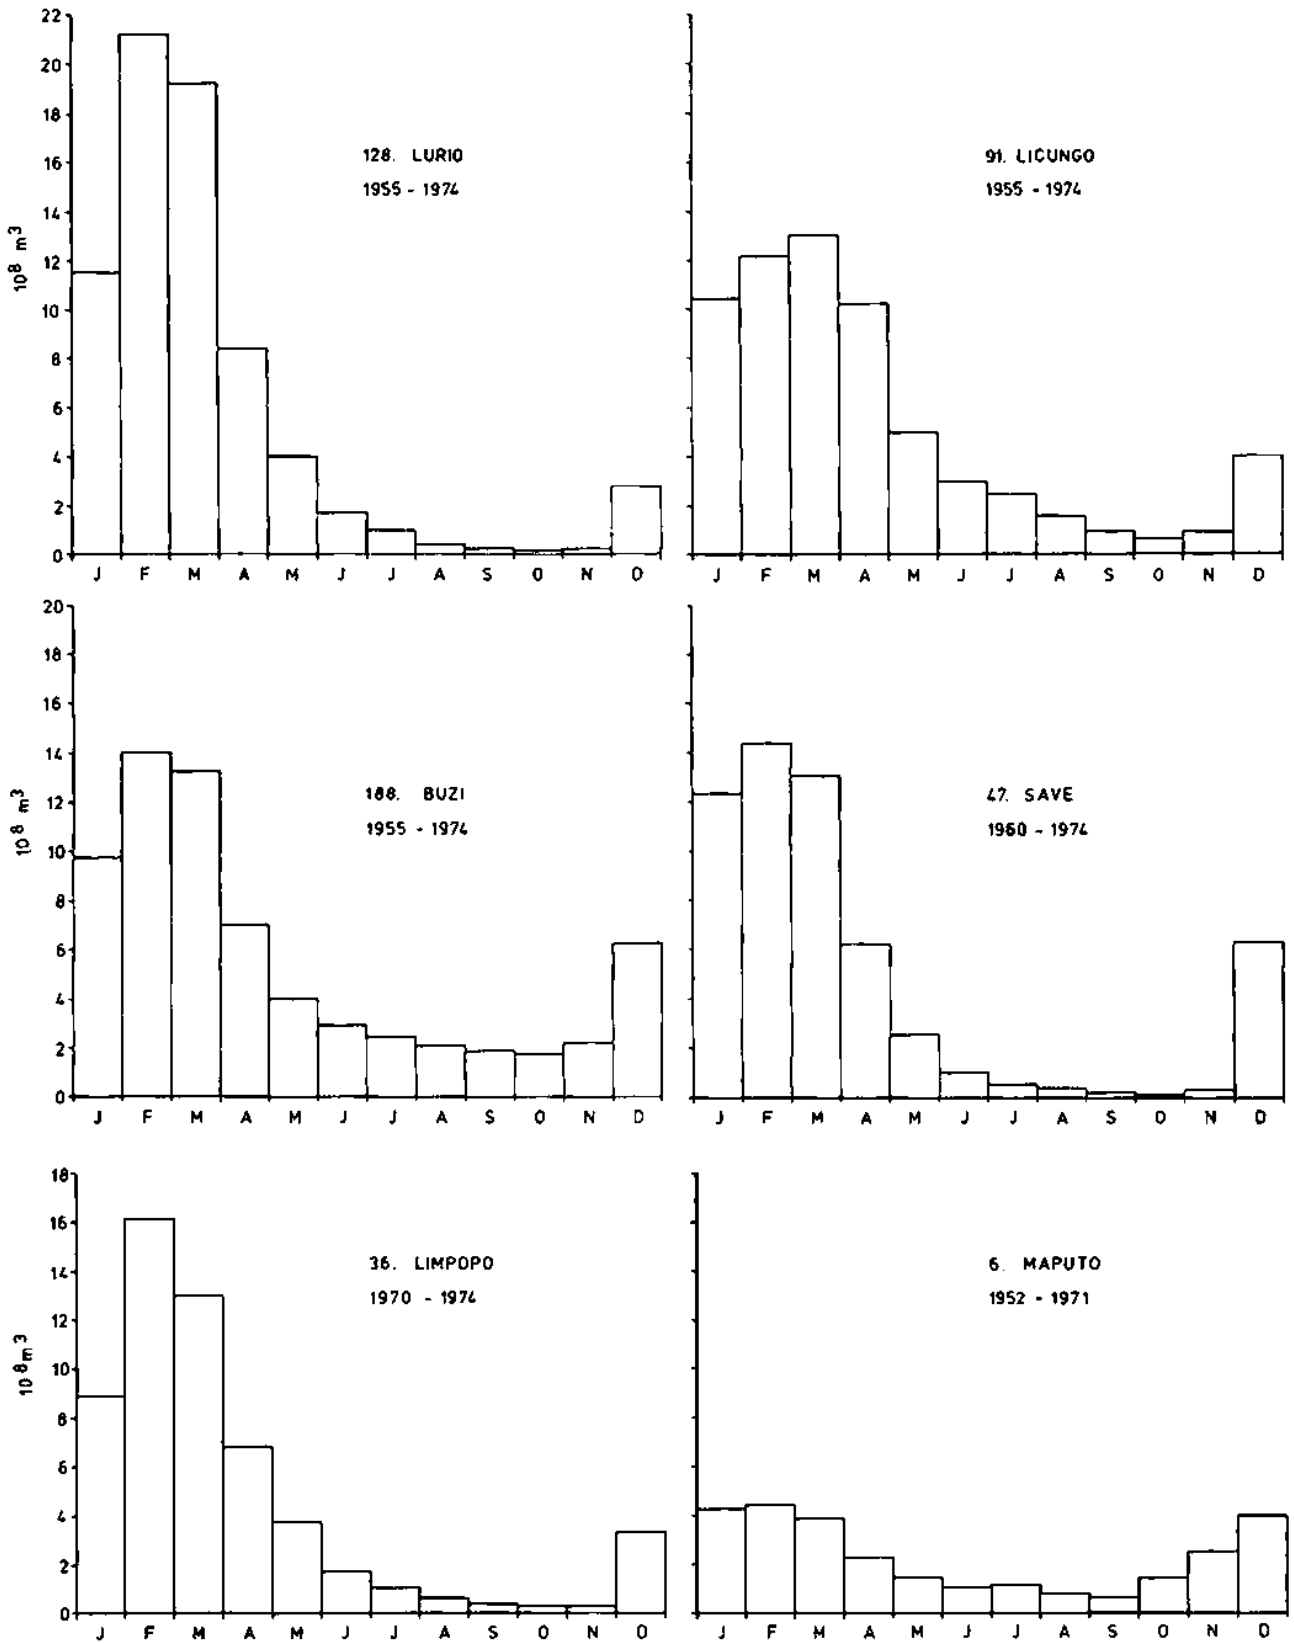 22
20
18
16
14
12
10
8
6
4
2
0
10⁸ m³
128. LURIO
1955 - 1974
J F M A M J J A S O N D
91. LICUNGO
1955 - 1974
J F M A M J J A S O N D
20
18
16
14
12
10
8
6
4
2
0
10⁸ m³
188. BUZI
1955 - 1974
J F M A M J J A S O N D
47. SAVE
1960 - 1974
J F M A M J J A S O N D
18
16
14
12
10
8
6
4
2
0
10⁸ m³
36. LIMPOPO
1970 - 1974
J F M A M J J A S O N D
6. MAPUTO
1952 - 1971
J F M A M J J A S O N D